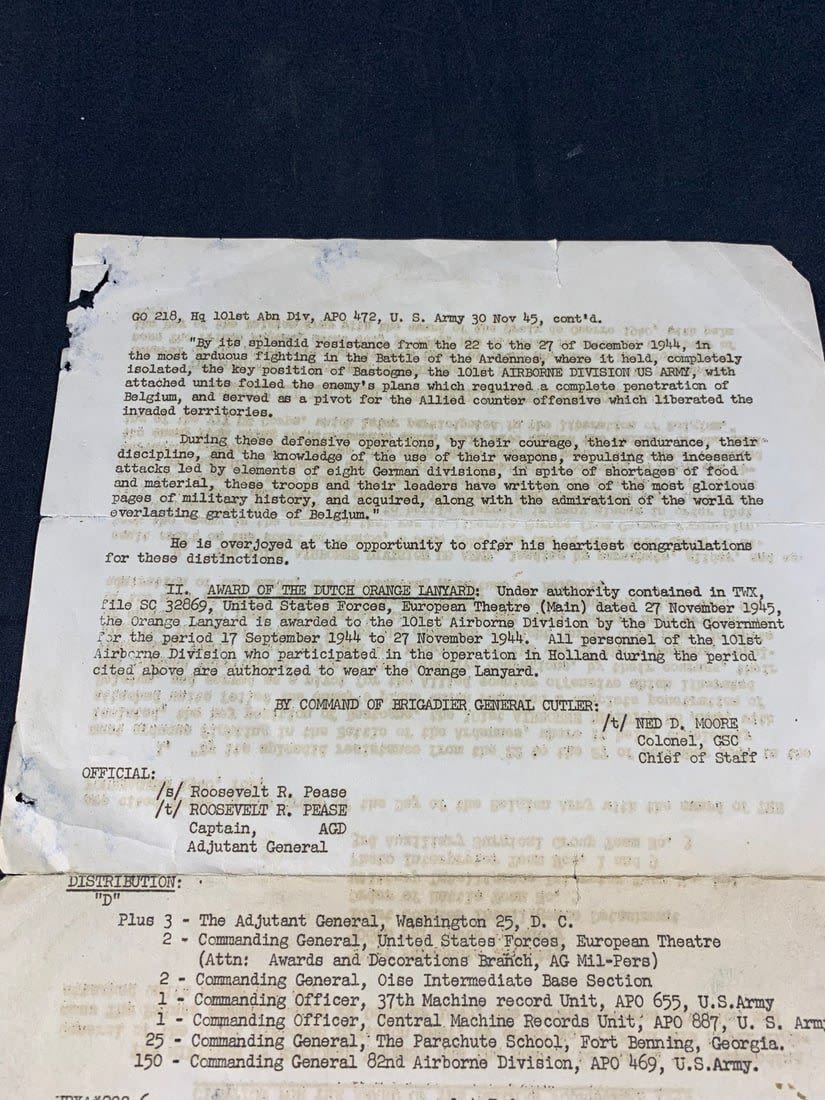 GO 218, Hq 101st Abn Div, APO 472, U. S. Army 30 Nov 45, cont'd.
"By its splendid resistance from the 22 to the 27 of December 1944, in
the most arduous fighting in the Battle of the Ardennes, where it held, completely
isolated, the key position of Bastogne, the 101st AIRBORNE DIVISION US ARMY, with
attached units foiled the enemy's plans which required a complete penetration of
Belgium, and served as a pivot for the Allied counter offensive which liberated the
invaded territories.
During these defensive operations, by their courage, their endurance, their
discipline, and the knowledge of the use of their weapons, repulsing the incessant
attacks led by elements of eight German divisions, in spite of shortages of food
and material, these troops and their leaders have written one of the most glorious
pages of military history, and acquired, along with the admiration of the world the
everlasting gratitude of Belgium."
He is overjoyed at the opportunity to offer his heartiest congratulations
for these distinctions.
II. AWARD OF THE DUTCH ORANGE LANYARD: Under authority contained in TWX,
file SC 32869, United States Forces, European Theatre (Main) dated 27 November 1945,
the Orange Lanyard is awarded to the 101st Airborne Division by the Dutch Government
for the period 17 September 1944 to 27 November 1944. All personnel of the 101st
Airborne Division who participated in the operation in Holland during the period
cited above are authorized to wear the Orange Lanyard.
BY COMMAND OF BRIGADIER GENERAL CUTLER:
/t/ NED D. MOORE
Colonel, GSC
Chief of Staff
OFFICIAL:
/s/ Roosevelt R. Pease
/t/ ROOSEVELT R. PEASE
Captain, AGD
Adjutant General
DISTRIBUTION:
"D"
Plus 3 - The Adjutant General, Washington 25, D. C.
2 - Commanding General, United States Forces, European Theatre
(Attn: Awards and Decorations Branch, AG Mil-Pers)
2 - Commanding General, Oise Intermediate Base Section
1 - Commanding Officer, 37th Machine record Unit, APO 655, U.S.Army
1 - Commanding Officer, Central Machine Records Unit, APO 887, U. S. Army
25 - Commanding General, The Parachute School, Fort Benning, Georgia.
150 - Commanding General 82nd Airborne Division, APO 469, U.S.Army.